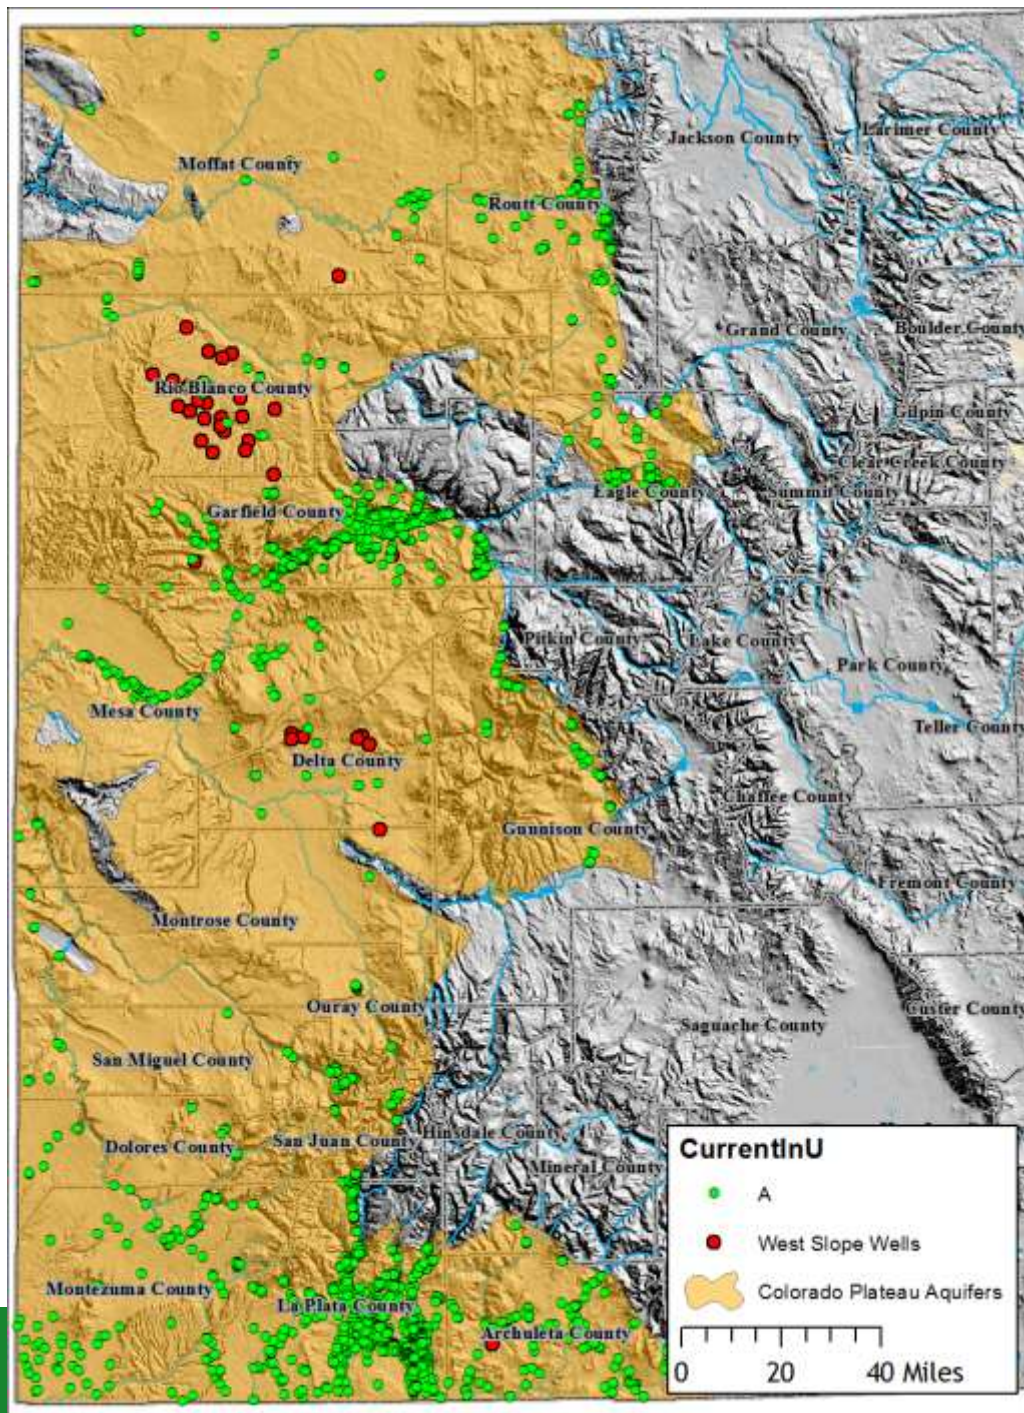 Jackson County
Larimer County
Moffat County
Routt County
Grand County
Boulder County
Rio Blanco County
Gilpin County
Clear Creek County
Eagle County
Summit County
Garfield County
Pitkin County
Lake County
Park County
Mesa County
Teller County
Delta County
Chaffee County
Gunnison County
Fremont County
Montrose County
Ouray County
Custer County
Saguache County
San Miguel County
Dolores County
San Juan County
Hinsdale County
Mineral County
Montezuma County
La Plata County
Archuleta County
CurrentInU
A
West Slope Wells
Colorado Plateau Aquifers
0 20 40 Miles